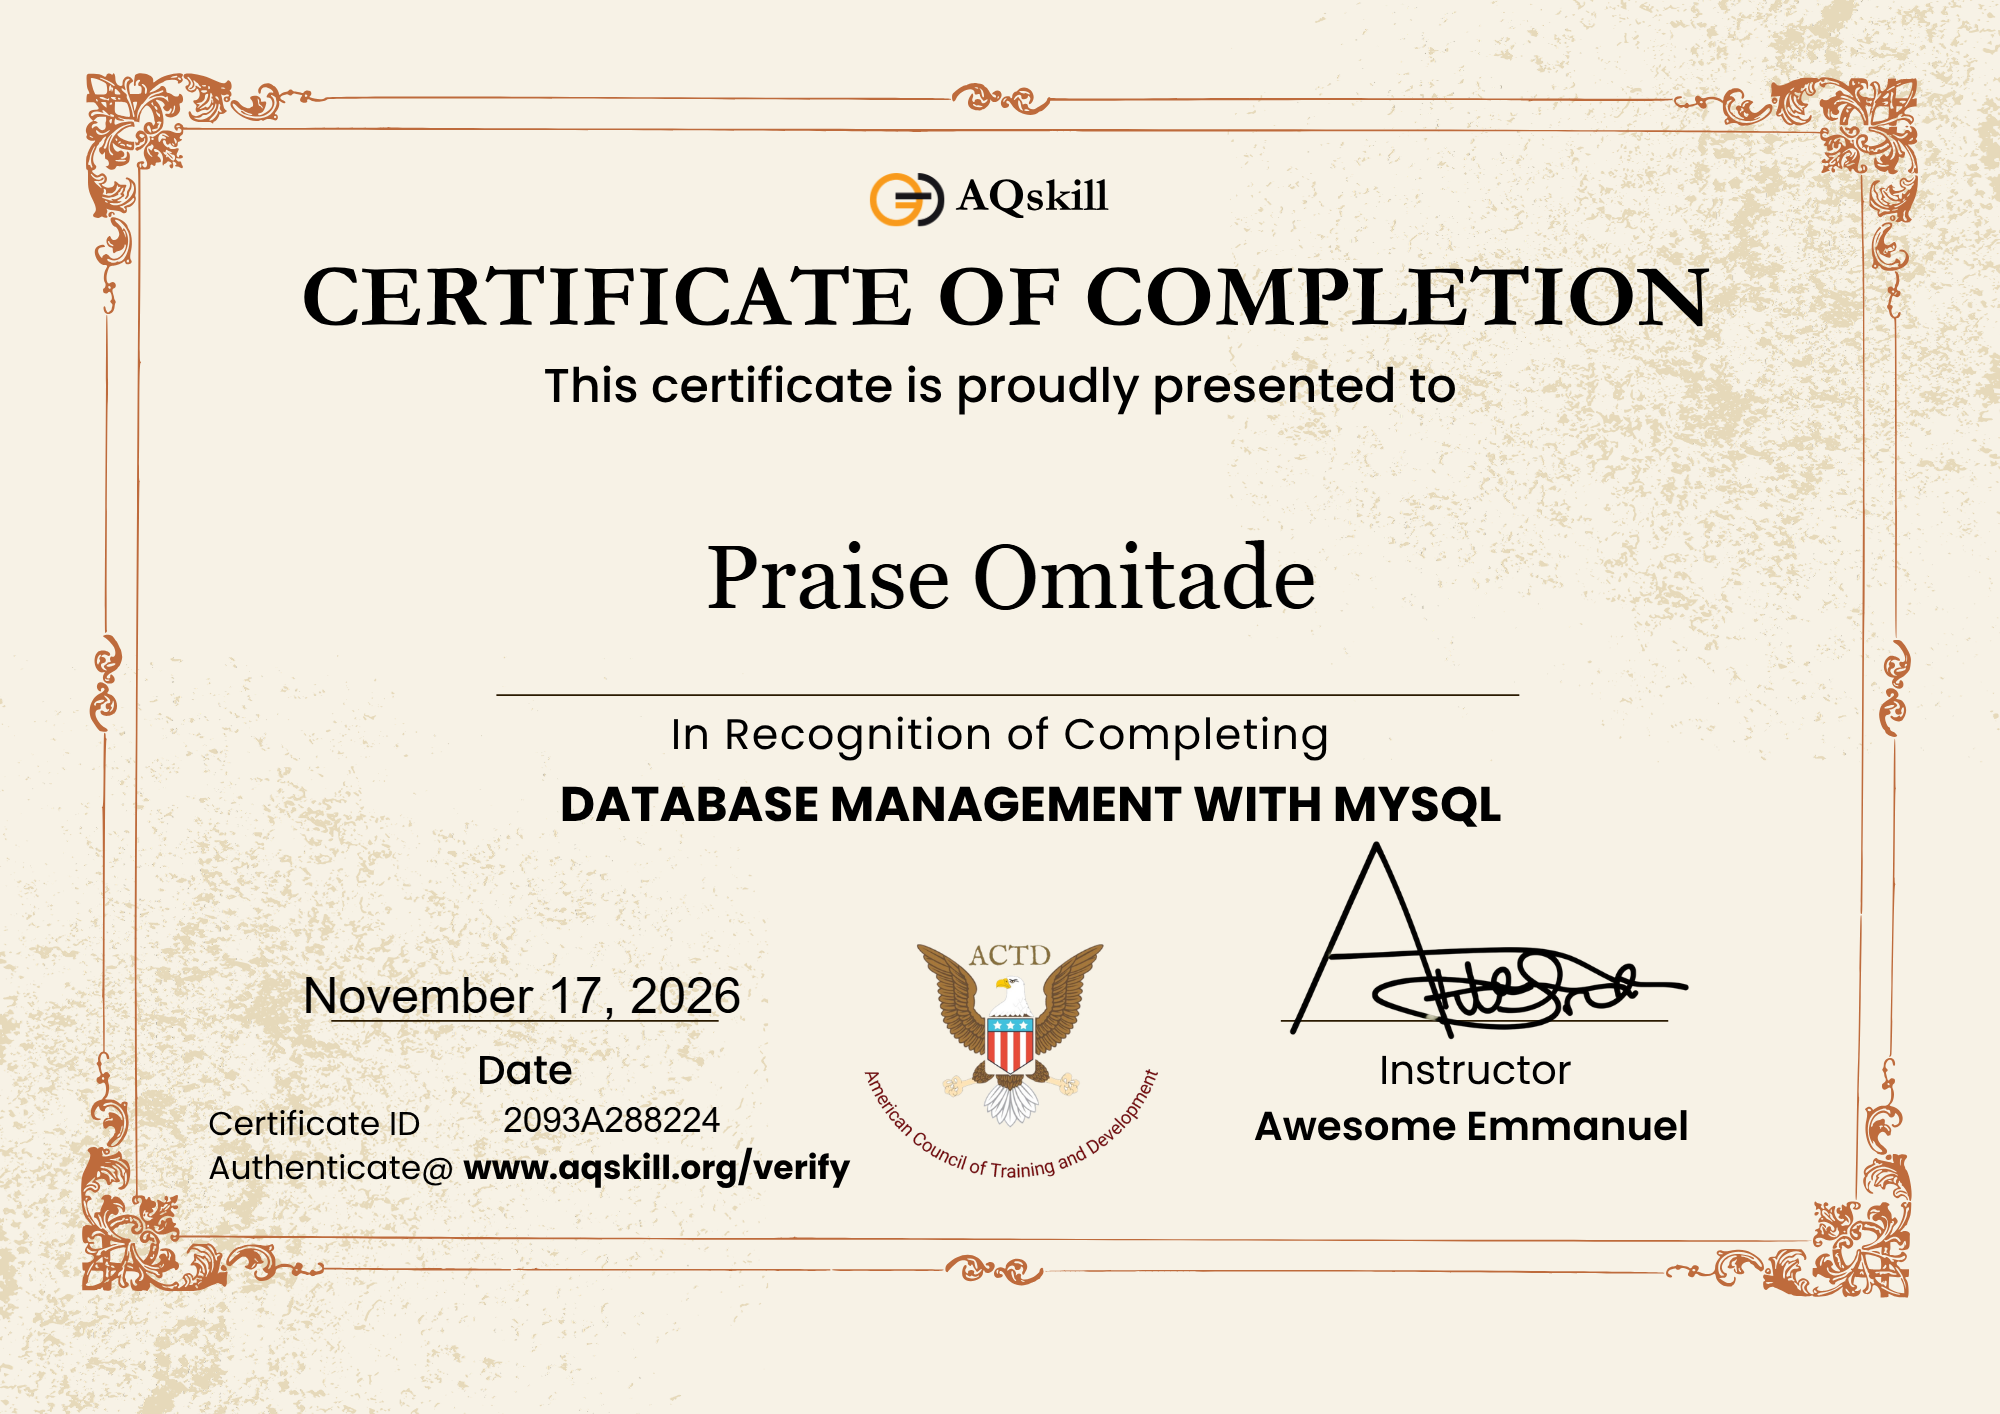 AQskill
CERTIFICATE OF COMPLETION
This certificate is proudly presented to
Praise Omitade
In Recognition of Completing
DATABASE MANAGEMENT WITH MYSQL
November 17, 2026
Date
Certificate ID 2093A288224
Authenticate@ www.aqskill.org/verify
ACTD
American Council of Training and Development
Instructor
Awesome Emmanuel